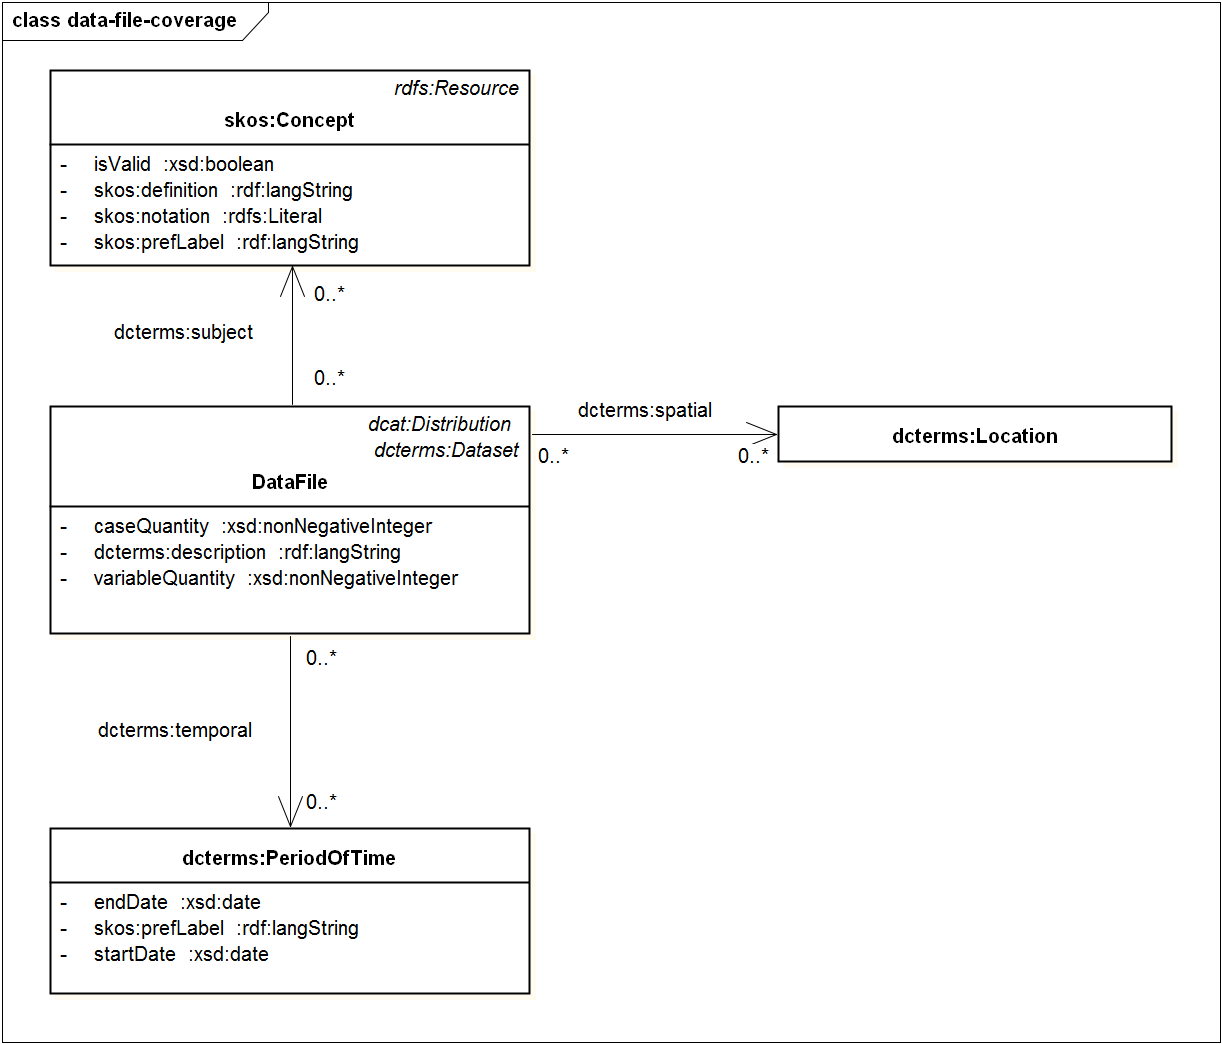 class data-file-coverage
rdfs:Resource
skos:Concept
- isValid :xsd:boolean
- skos:definition :rdf:langString
- skos:notation :rdfs:Literal
- skos:prefLabel :rdf:langString
0..*
dcterms:subject
0..*
dcat:Distribution
dcterms:Dataset
DataFile
- caseQuantity :xsd:nonNegativeInteger
- dcterms:description :rdf:langString
- variableQuantity :xsd:nonNegativeInteger
dcterms:spatial
0..*
0..*
dcterms:Location
0..*
dcterms:temporal
0..*
dcterms:PeriodOfTime
- endDate :xsd:date
- skos:prefLabel :rdf:langString
- startDate :xsd:date